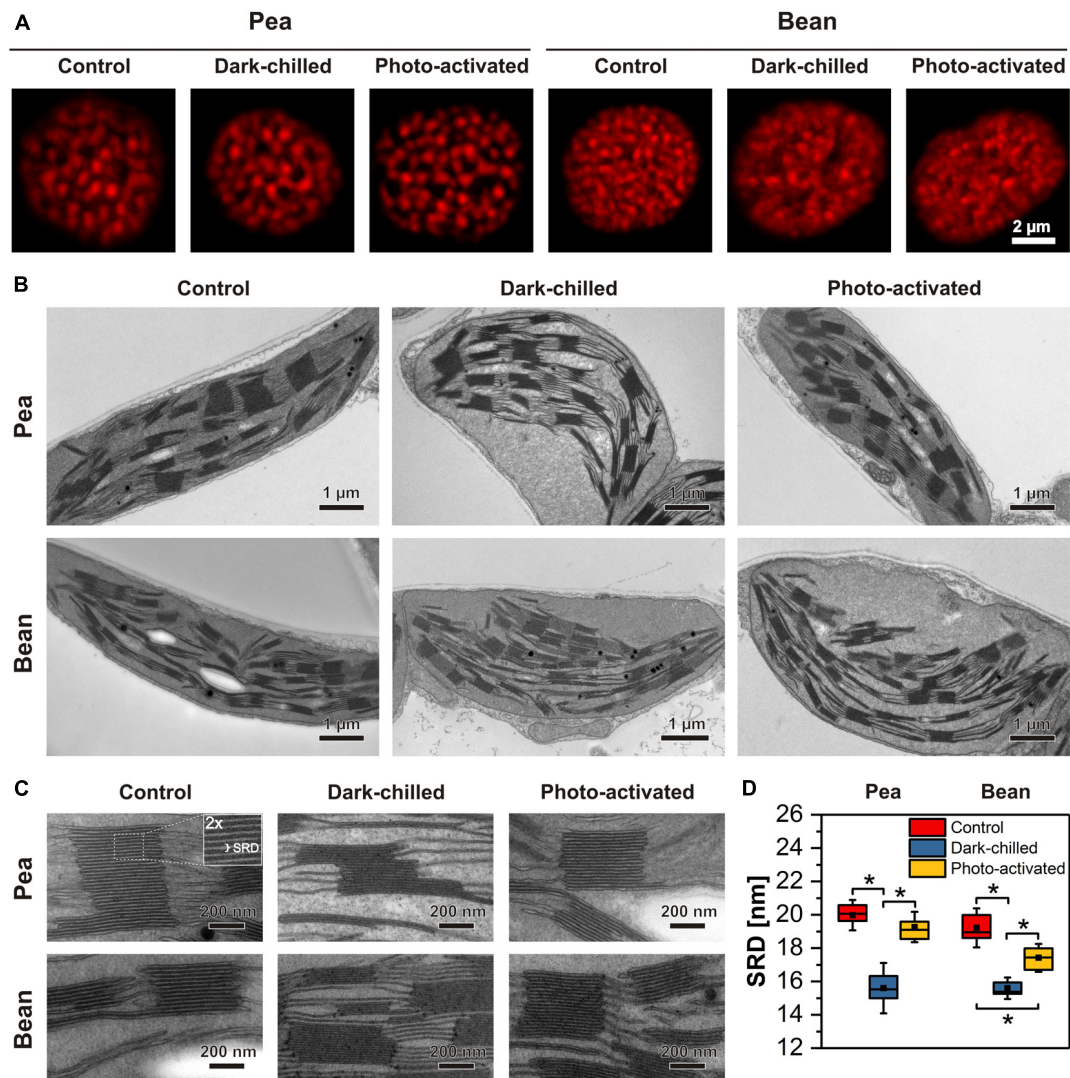 A
Pea Bean
Control Dark-chilled Photo-activated Control Dark-chilled Photo-activated
2 µm
B
Control Dark-chilled Photo-activated
Pea
1 µm 1 µm 1 µm
Bean
1 µm 1 µm 1 µm
C
Control Dark-chilled Photo-activated
Pea
2x
SRD
200 nm 200 nm 200 nm
Bean
200 nm 200 nm 200 nm
D
Pea Bean
26
24
22
20
18
16
14
12
SRD [nm]
Control
Dark-chilled
Photo-activated
* * * * *